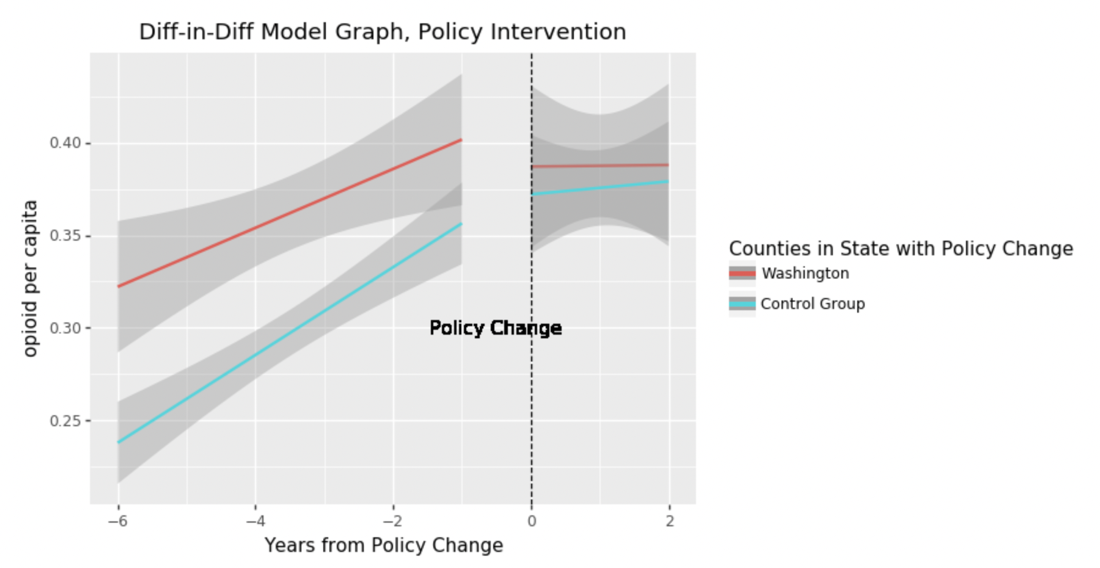 Diff-in-Diff Model Graph, Policy Intervention
0.40
0.35
0.30
0.25
opioid per capita
Policy Change
−6
−4
−2
0
2
Years from Policy Change
Counties in State with Policy Change
Washington
Control Group